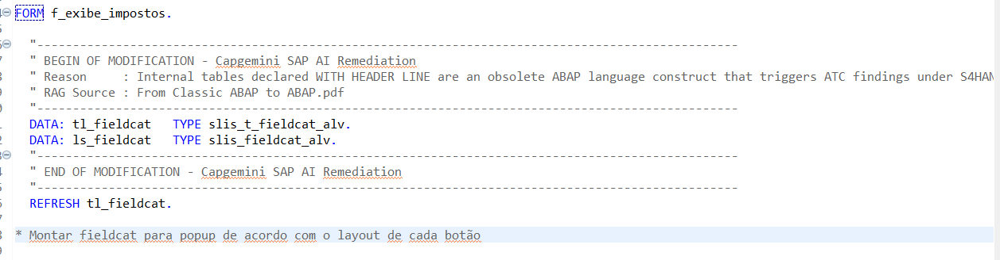 FORM f_exibe_impostos.
"-------------------------------------------------------------------------------------------------
" BEGIN OF MODIFICATION - Capgemini SAP AI Remediation
" Reason     : Internal tables declared WITH HEADER LINE are an obsolete ABAP language construct that triggers ATC findings under S4HAN
" RAG Source : From Classic ABAP to ABAP.pdf
"-------------------------------------------------------------------------------------------------
DATA: tl_fieldcat   TYPE slis_t_fieldcat_alv.
DATA: ls_fieldcat   TYPE slis_fieldcat_alv.
"-------------------------------------------------------------------------------------------------
" END OF MODIFICATION - Capgemini SAP AI Remediation
"-------------------------------------------------------------------------------------------------
REFRESH tl_fieldcat.
* Montar fieldcat para popup de acordo com o layout de cada botão